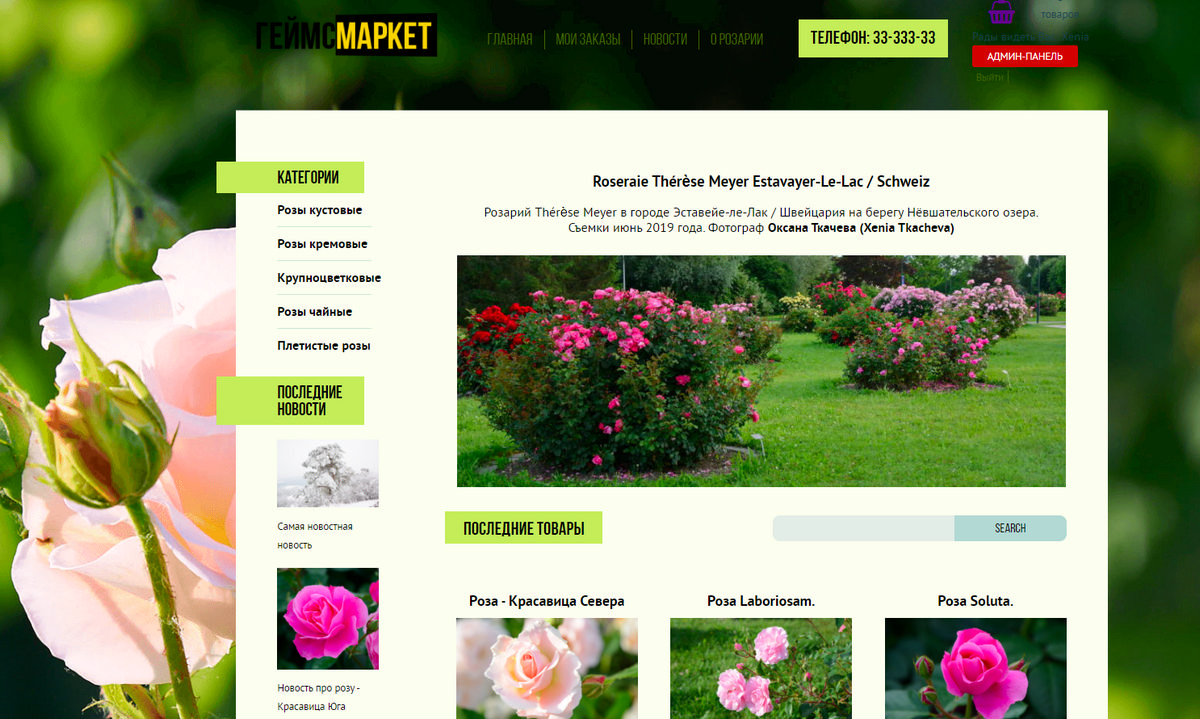 ГЕЙМСМАРКЕТ
ГЛАВНАЯ
МОИ ЗАКАЗЫ
НОВОСТИ
О РОЗАРИИ
ТЕЛЕФОН: 33-333-33
товаров
Рады видеть
АДМИН-ПАНЕЛЬ
Выйти
КАТЕГОРИИ
Розы кустовые
Розы кремовые
Крупноцветковые
Розы чайные
Плетистые розы
ПОСЛЕДНИЕ
НОВОСТИ
Самая новостная
новость
Новость про розу -
Красавица Юга
Roseraie Thérèse Meyer Estavayer-Le-Lac / Schweiz
Розарий Thérèse Meyer в городе Эставейе-ле-Лак / Швейцария на берегу Нёвшательского озера.
Съемки июнь 2019 года. Фотограф Оксана Ткачева (Xenia Tkacheva)
ПОСЛЕДНИЕ ТОВАРЫ
SEARCH
Роза - Красавица Севера
Роза Laboriosam.
Роза Soluta.